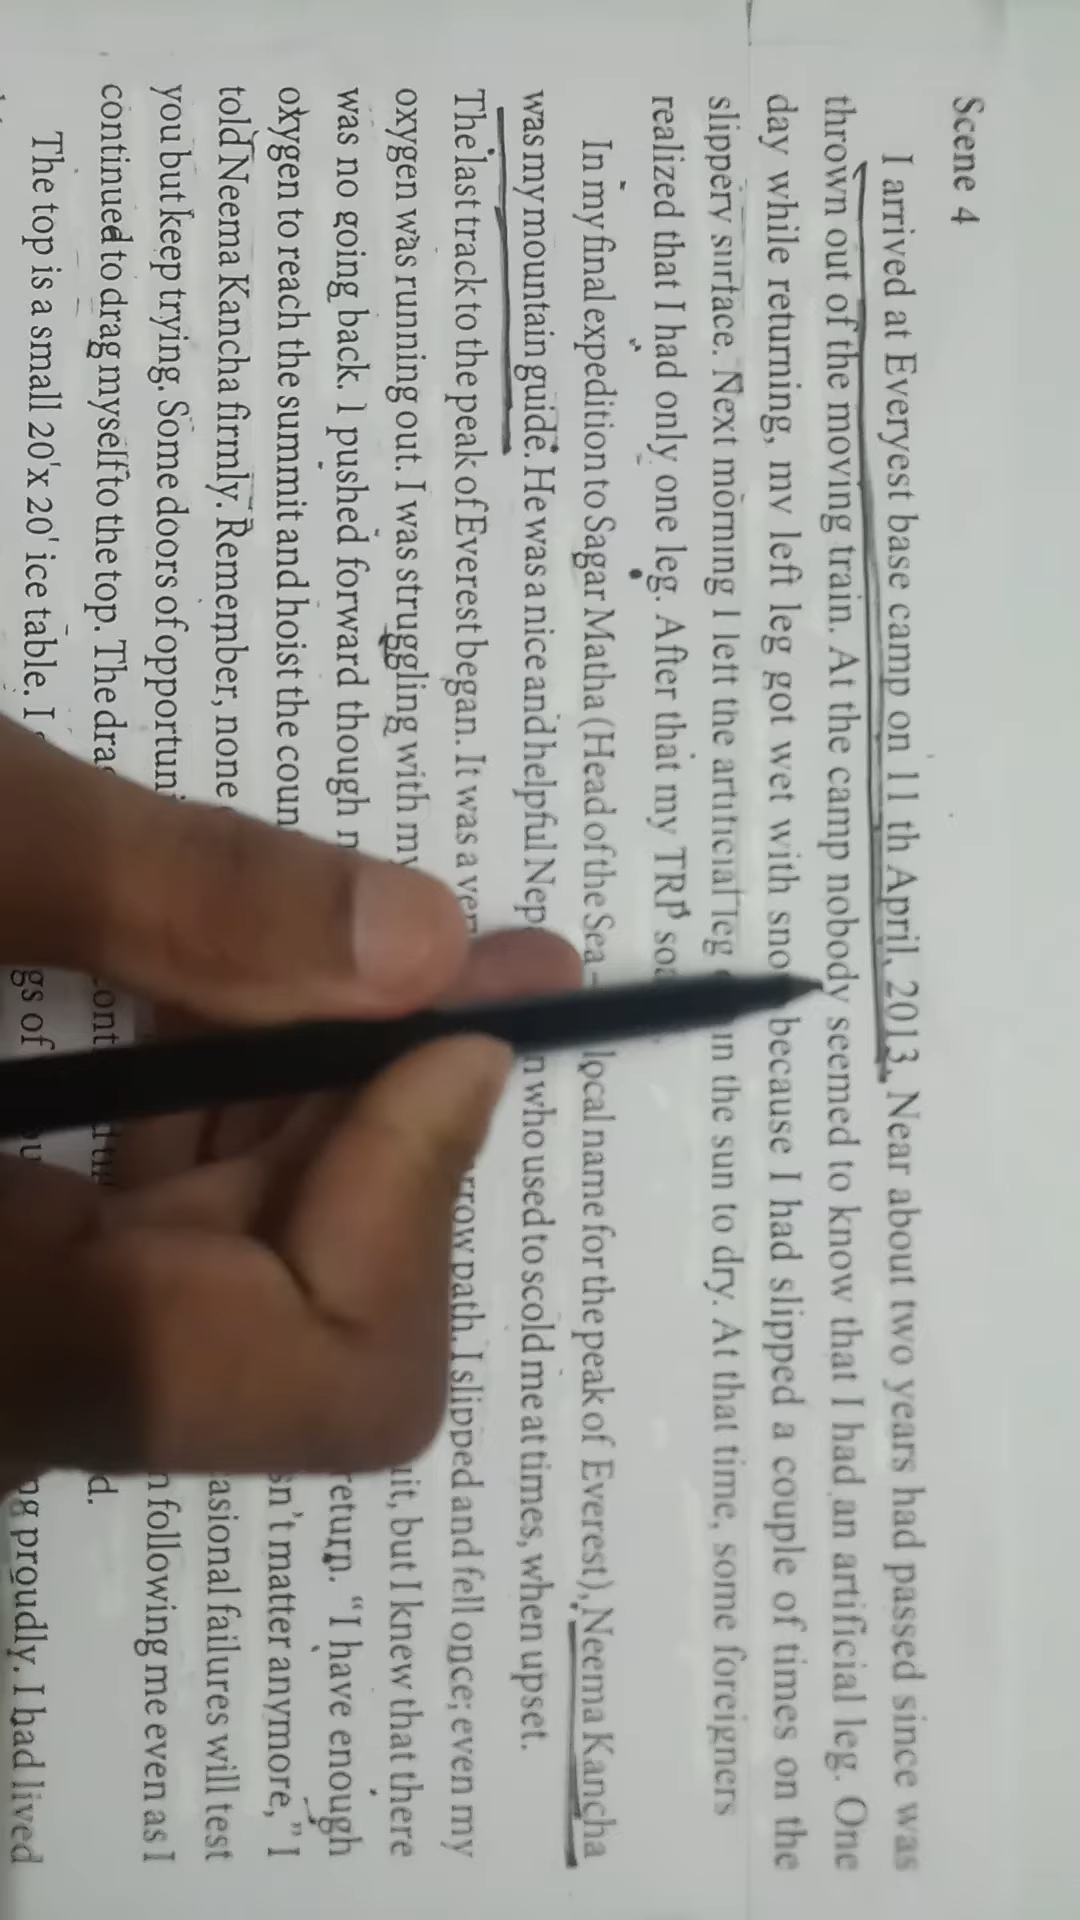 Scene 4
I arrived at Everyest base camp on 11 th April, 2013. Near about two years had passed since was
thrown out of the moving train. At the camp nobody seemed to know that I had an artificial leg. One
day while returning, my left leg got wet with sno because I had slipped a couple of times on the
slippery surface. Next morning I left the artificial leg in the sun to dry. At that time, some foreigners
realized that I had only one leg. After that my TRP
In my final expedition to Sagar Matha (Head of the Sea - local name for the peak of Everest), Neema Kancha
was my mountain guide. He was a nice and helpful who used to scold me at times, when upset.
The last track to the peak of Everest began. It was a path. I slipped and fell once; even my
oxygen was running out. I was struggling with but I knew that there
was no going back. I pushed forward though return. "I have enough
oxygen to reach the summit and hoist the matter anymore," I
told Neema Kancha firmly. Remember, none failures will test
you but keep trying. Some doors of following me even as I
continued to drag myself to the top. The
The top is a small 20'x 20' ice table. I of proudly. I had lived